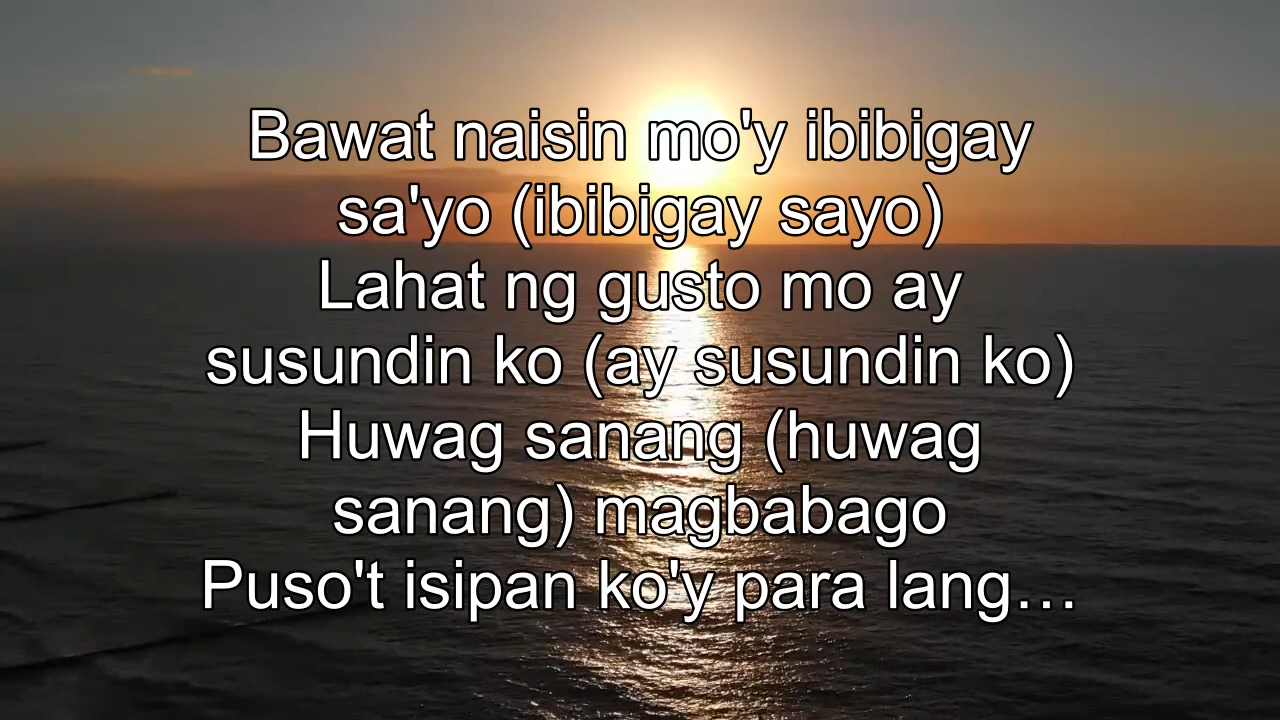 Bawat naisin mo'y ibibigay
sa'yo (ibibigay sayo)
Lahat ng gusto mo ay
susundin ko (ay susundin ko)
Huwag sanang (huwag
sanang) magbabago
Puso't isipan ko'y para lang…